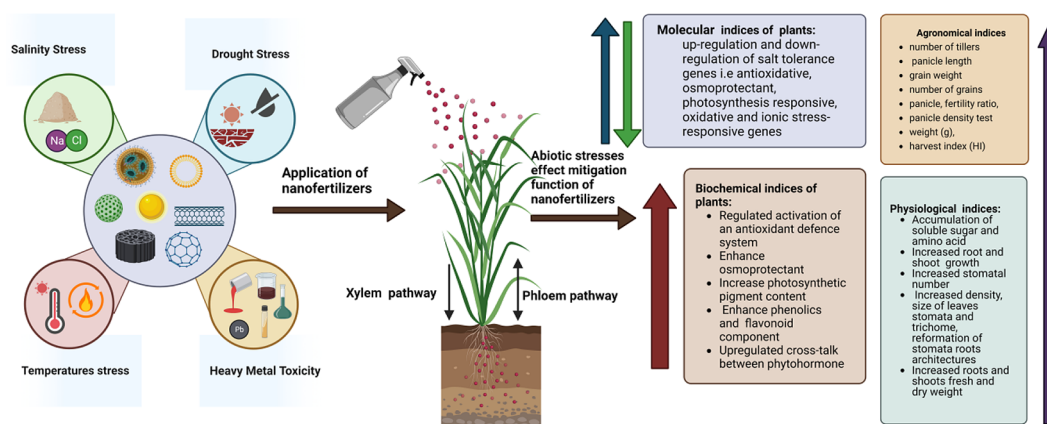 Salinity Stress
Drought Stress
Na
Cl
Temperatures stress
Heavy Metal Toxicity
Pb
Application of
nanofertilizers
Xylem pathway
Phloem pathway
Abiotic stresses
effect mitigation
function of
nanofertilizers
Molecular indices of plants:
up-regulation and down-
regulation of salt tolerance
genes i.e antioxidative,
osmoprotectant,
photosynthesis responsive,
oxidative and ionic stress-
responsive genes
Biochemical indices of
plants:
• Regulated activation of
an antioxidant defence
system
• Enhance
osmoprotectant
• Increase photosynthetic
pigment content
• Enhance phenolics
and flavonoid
component
• Upregulated cross-talk
between phytohormone
Agronomical indices
• number of tillers
• panicle length
• grain weight
• number of grains
• panicle, fertility ratio,
• panicle density test
• weight (g),
• harvest index (HI)
Physiological indices:
• Accumulation of
soluble sugar and
amino acid
• Increased root and
shoot growth
• Increased stomatal
number
• Increased density,
size of leaves
stomata and
trichome,
reformation of
stomata roots
architectures
• Increased roots and
shoots fresh and
dry weight